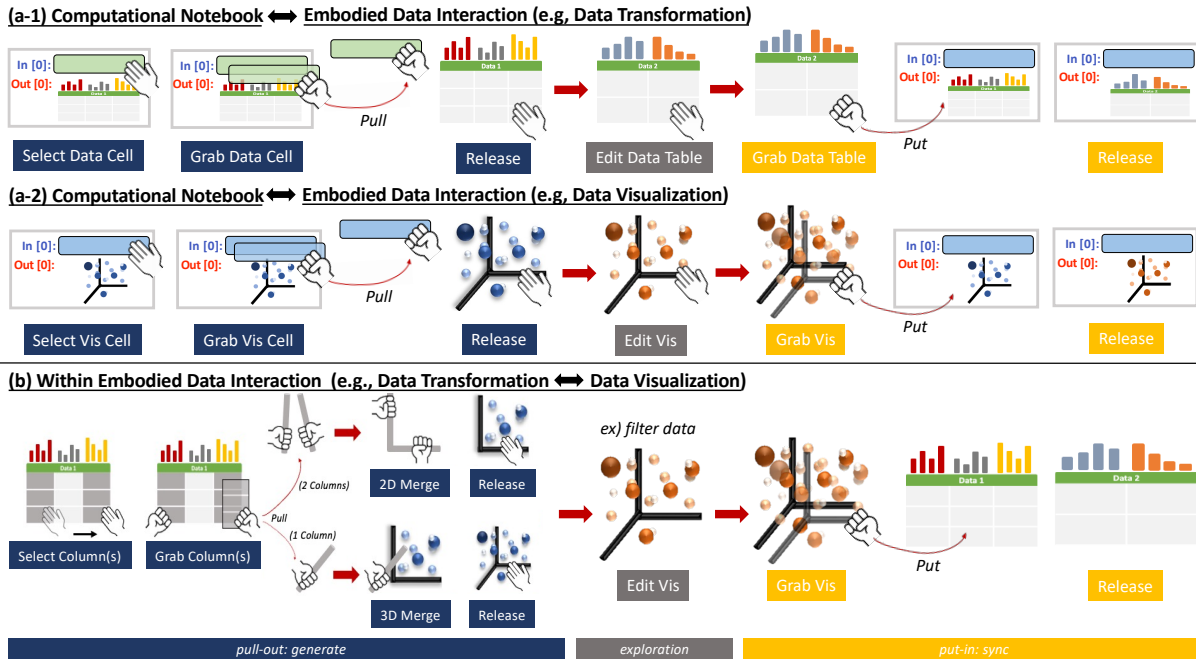 (a-1) Computational Notebook ⬌ Embodied Data Interaction (e.g, Data Transformation)
In [0]:
Out [0]:
Data 1
Pull
Data 1
Data 2
Data 2
Put
In [0]:
Out [0]:
Data 1
In [0]:
Out [0]:
Data 2
Select Data Cell
Grab Data Cell
Release
Edit Data Table
Grab Data Table
Release
(a-2) Computational Notebook ⬌ Embodied Data Interaction (e.g, Data Visualization)
In [0]:
Out [0]:
In [0]:
Out [0]:
Pull
Put
In [0]:
Out [0]:
In [0]:
Out [0]:
Select Vis Cell
Grab Vis Cell
Release
Edit Vis
Grab Vis
Release
(b) Within Embodied Data Interaction (e.g., Data Transformation ⬌ Data Visualization)
Data 1
Select Column(s)
Data 1
Grab Column(s)
Pull
(2 Columns)
(1 Column)
2D Merge
Release
3D Merge
Release
ex) filter data
Edit Vis
Grab Vis
Put
Data 1
Data 2
Release
pull-out: generate
exploration
put-in: sync